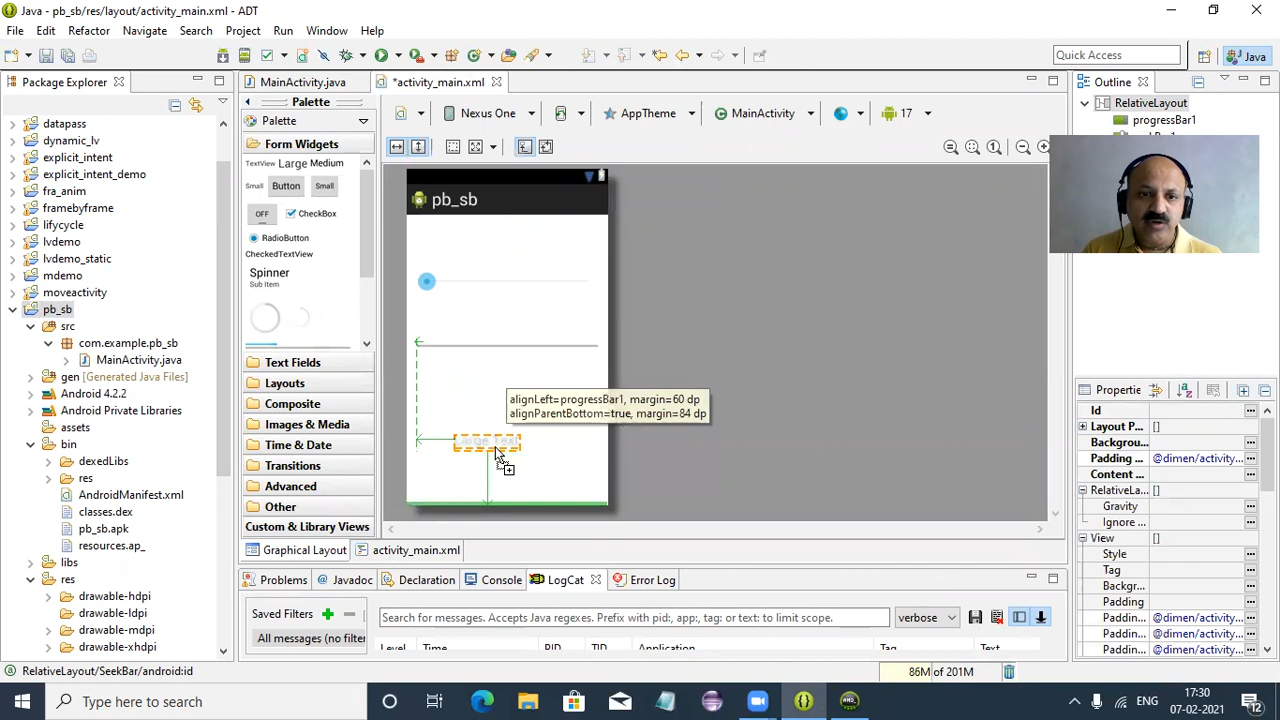 Java - pb_sb/res/layout/activity_main.xml - ADT
File Edit Refactor Navigate Search Project Run Window Help
Quick Access
Java
Package Explorer
MainActivity.java
*activity_main.xml
Outline
Palette
Palette
Nexus One
AppTheme
MainActivity
17
RelativeLayout
progressBar1
datapass
dynamic_lv
explicit_intent
explicit_intent_demo
fra_anim
framebyframe
lifycycle
lvdemo
lvdemo_static
mdemo
moveactivity
pb_sb
src
com.example.pb_sb
MainActivity.java
gen [Generated Java Files]
Android 4.2.2
Android Private Libraries
assets
bin
dexedLibs
res
AndroidManifest.xml
classes.dex
pb_sb.apk
resources.ap_
libs
res
drawable-hdpi
drawable-ldpi
drawable-mdpi
drawable-xhdpi
Form Widgets
TextView Large Medium
Small Button Small
OFF CheckBox
RadioButton
CheckedTextView
Spinner
Sub Item
Text Fields
Layouts
Composite
Images & Media
Time & Date
Transitions
Advanced
Other
Custom & Library Views
pb_sb
alignLeft=progressBar1, margin=60 dp
alignParentBottom=true, margin=84 dp
Large Text
Graphical Layout
activity_main.xml
Propertie
Id
Layout P... []
Backgrou...
Padding @dimen/activity...
Content ...
RelativeLa... []
Gravity
Ignore
View []
Style
Tag
Backgr...
Padding
Paddin... @dimen/activity...
Paddin... @dimen/activity...
Paddin... @dimen/activity...
Problems
Javadoc
Declaration
Console
LogCat
Error Log
Saved Filters
All messages (no filter
Search for messages. Accepts Java regexes. Prefix with pid:, app:, tag: or text: to limit scope.
verbose
Level Time PID TID Application Tag Text
RelativeLayout/SeekBar/android:id
86M of 201M
Type here to search
17:30
07-02-2021
12